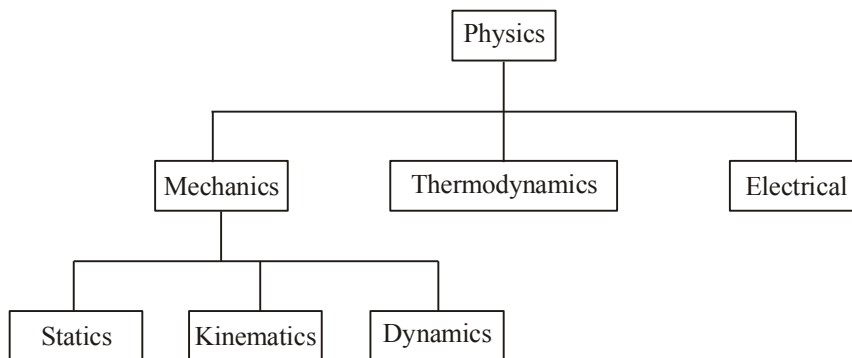 Physics
Mechanics
Thermodynamics
Electrical
Statics
Kinematics
Dynamics